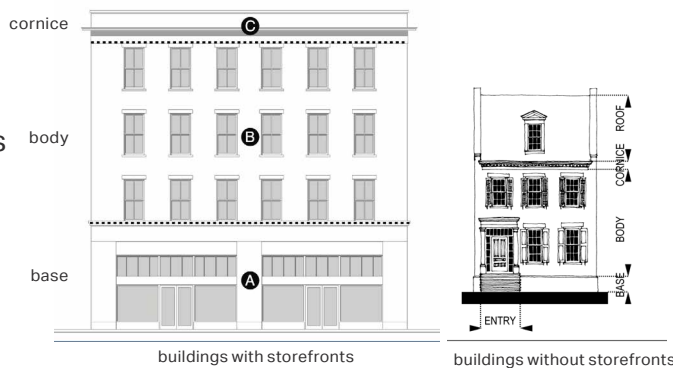 cornice
C
s
body
B
base
A
buildings with storefronts
ROOF
CORNICE
BODY
BASE
ENTRY
buildings without storefronts